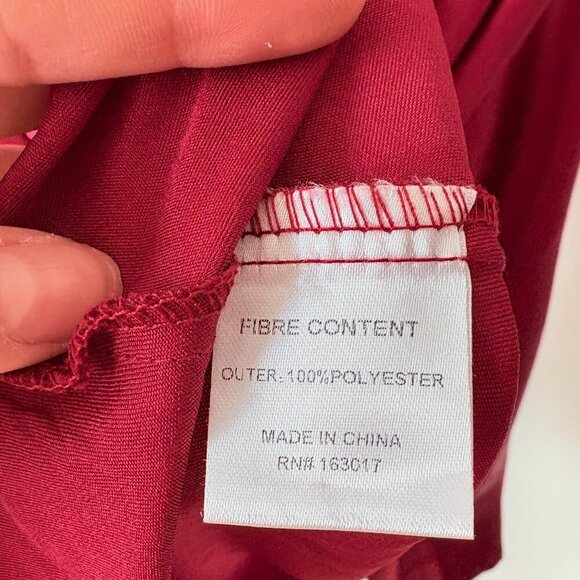 FIBRE CONTENT
OUTER:100%POLYESTER
MADE IN CHINA
RN# 163017